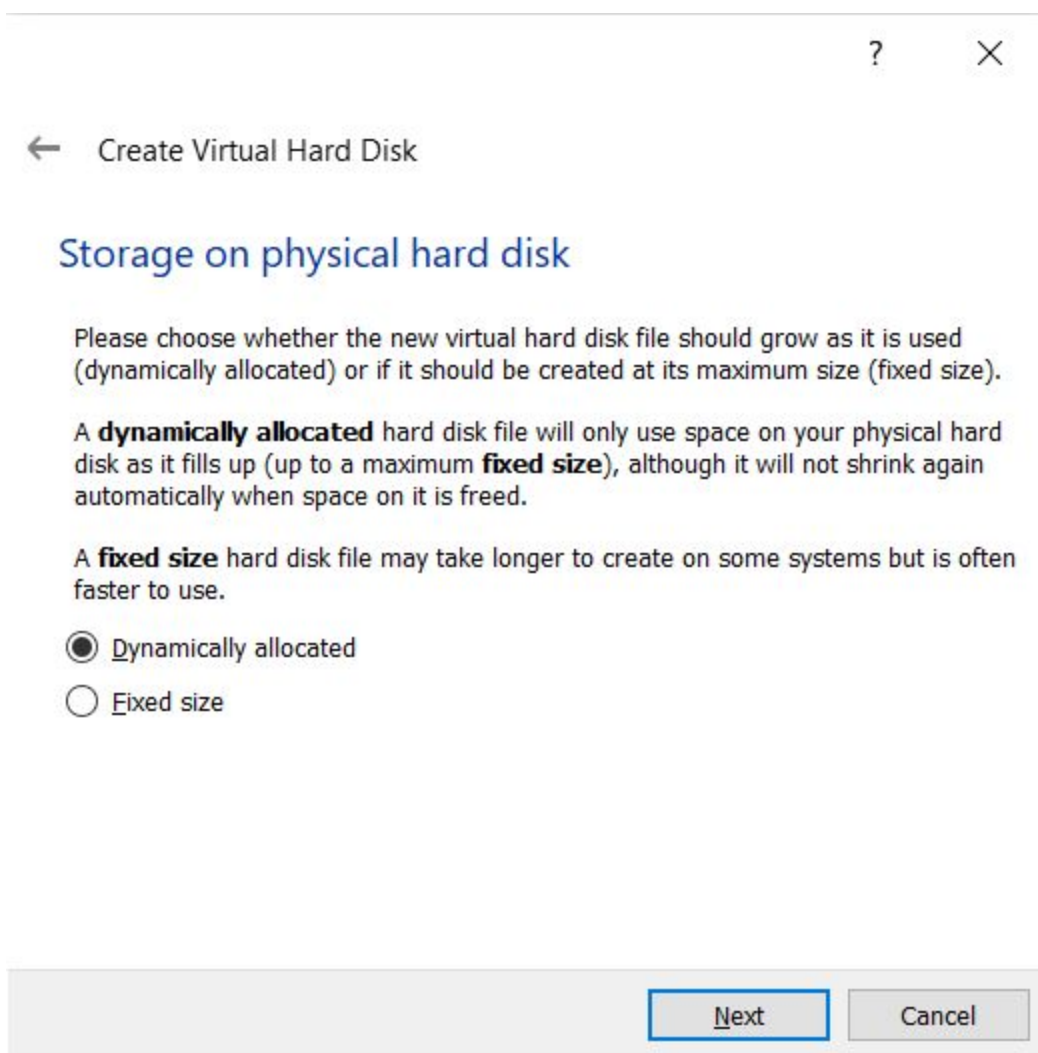 ?
Create Virtual Hard Disk
Storage on physical hard disk
Please choose whether the new virtual hard disk file should grow as it is used
(dynamically allocated) or if it should be created at its maximum size (fixed size).
A dynamically allocated hard disk file will only use space on your physical hard
disk as it fills up (up to a maximum fixed size), although it will not shrink again
automatically when space on it is freed.
A fixed size hard disk file may take longer to create on some systems but is often
faster to use.
Dynamically allocated
Fixed size
Next Cancel